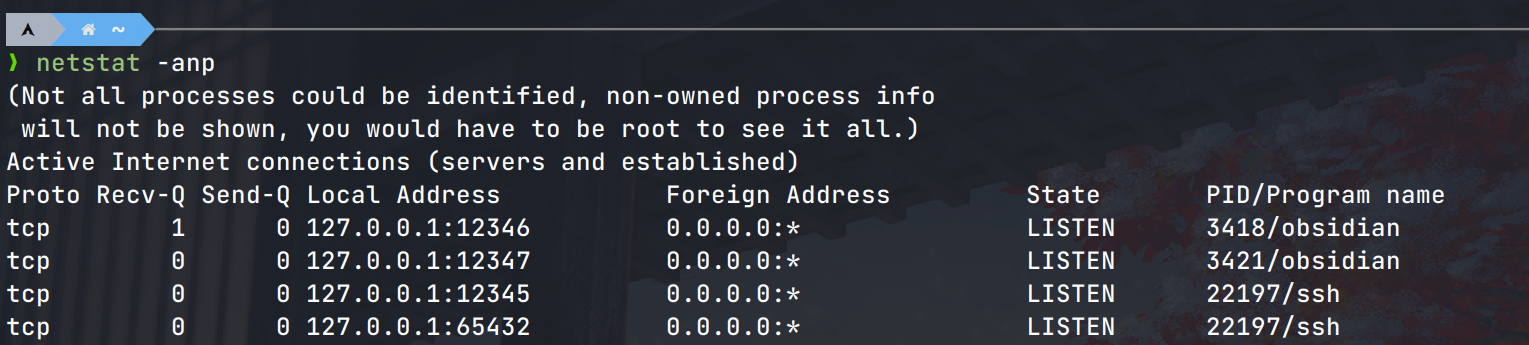 ~
❱ netstat -anp
(Not all processes could be identified, non-owned process info
 will not be shown, you would have to be root to see it all.)
Active Internet connections (servers and established)
Proto Recv-Q Send-Q Local Address           Foreign Address         State       PID/Program name
tcp        1      0 127.0.0.1:12346         0.0.0.0:*               LISTEN      3418/obsidian
tcp        0      0 127.0.0.1:12347         0.0.0.0:*               LISTEN      3421/obsidian
tcp        0      0 127.0.0.1:12345         0.0.0.0:*               LISTEN      22197/ssh
tcp        0      0 127.0.0.1:65432         0.0.0.0:*               LISTEN      22197/ssh